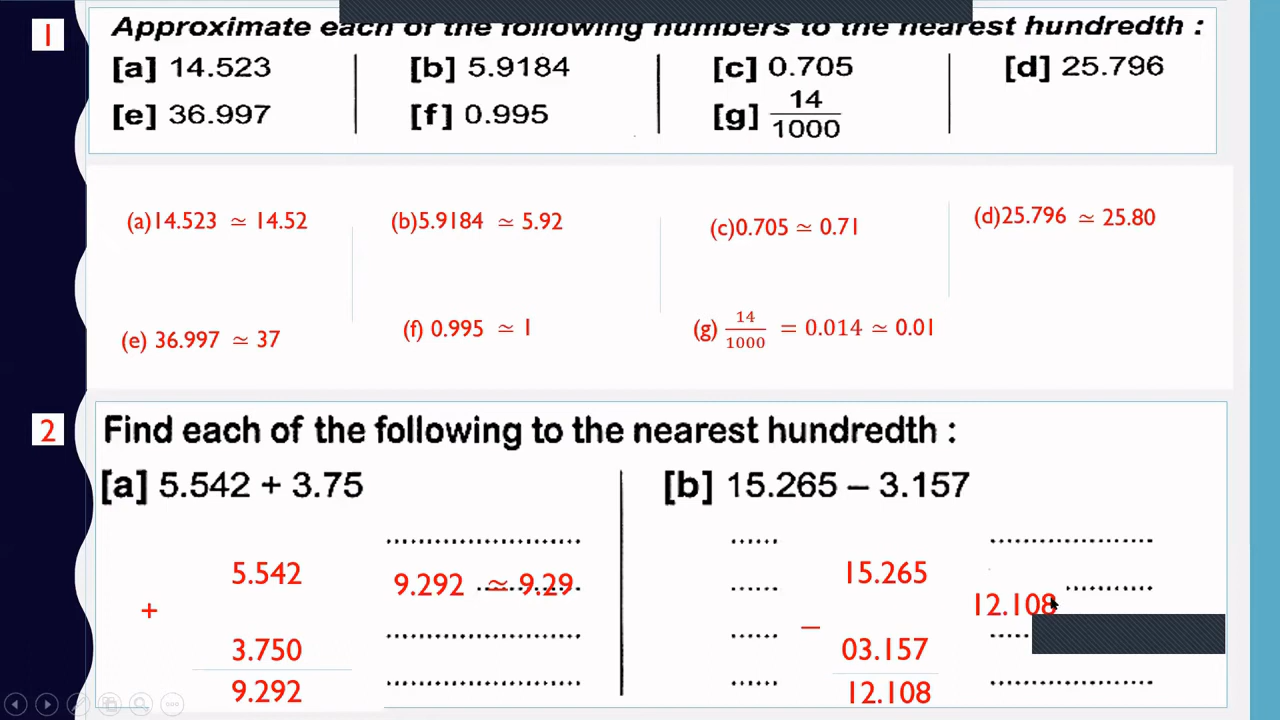 1
Approximate each of the following numbers to the nearest hundredth :
[a] 14.523 [b] 5.9184 [c] 0.705 [d] 25.796
[e] 36.997 [f] 0.995 [g] 14/1000
(a)14.523 ≃ 14.52 (b)5.9184 ≃ 5.92 (c)0.705 ≃ 0.71 (d)25.796 ≃ 25.80
(e) 36.997 ≃ 37 (f) 0.995 ≃ 1 (g) 14/1000 = 0.014 ≃ 0.01
2
Find each of the following to the nearest hundredth :
[a] 5.542 + 3.75 [b] 15.265 – 3.157
5.542
+
3.750
9.292
9.292 ≃ 9.29
15.265
–
03.157
12.108
12.108